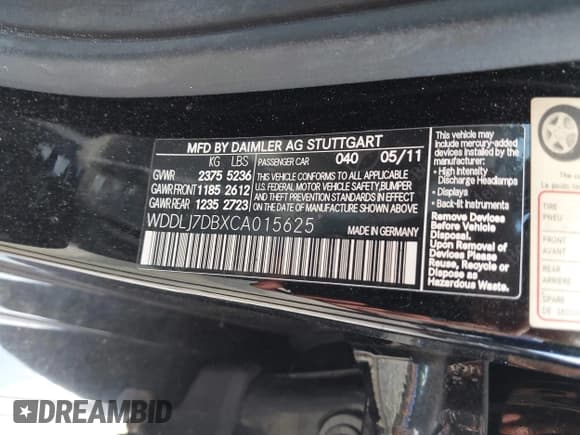 MFD BY DAIMLER AG STUTTGART
KG LBS PASSENGER CAR 040 05/11
GVWR 2375 5236
GAWR FRONT 1185 2612
GAWR REAR 1235 2723
THIS VEHICLE CONFORMS TO ALL APPLICABLE
U.S. FEDERAL MOTOR VEHICLE SAFETY, BUMPER
AND THEFT PREVENTION STANDARDS IN EFFECT
ON THE DATE OF MANUFACTURE SHOWN ABOVE.
WDDLJ7DBXCA015625
MADE IN GERMANY
This vehicle may
include mercury-added
devices installed by the
manufacturer:
• High Intensity
Discharge Headlamps
• Displays
• Back-lit Instruments
Remove Devices
Before Vehicle
Disposal.
Upon Removal of
Devices Please
Reuse, Recycle or
Dispose as
Hazardous Waste.
TIRE
PNEU
FRONT
AVANT
REAR
ARRIÈRE
SPARE
DE
DREAMBID